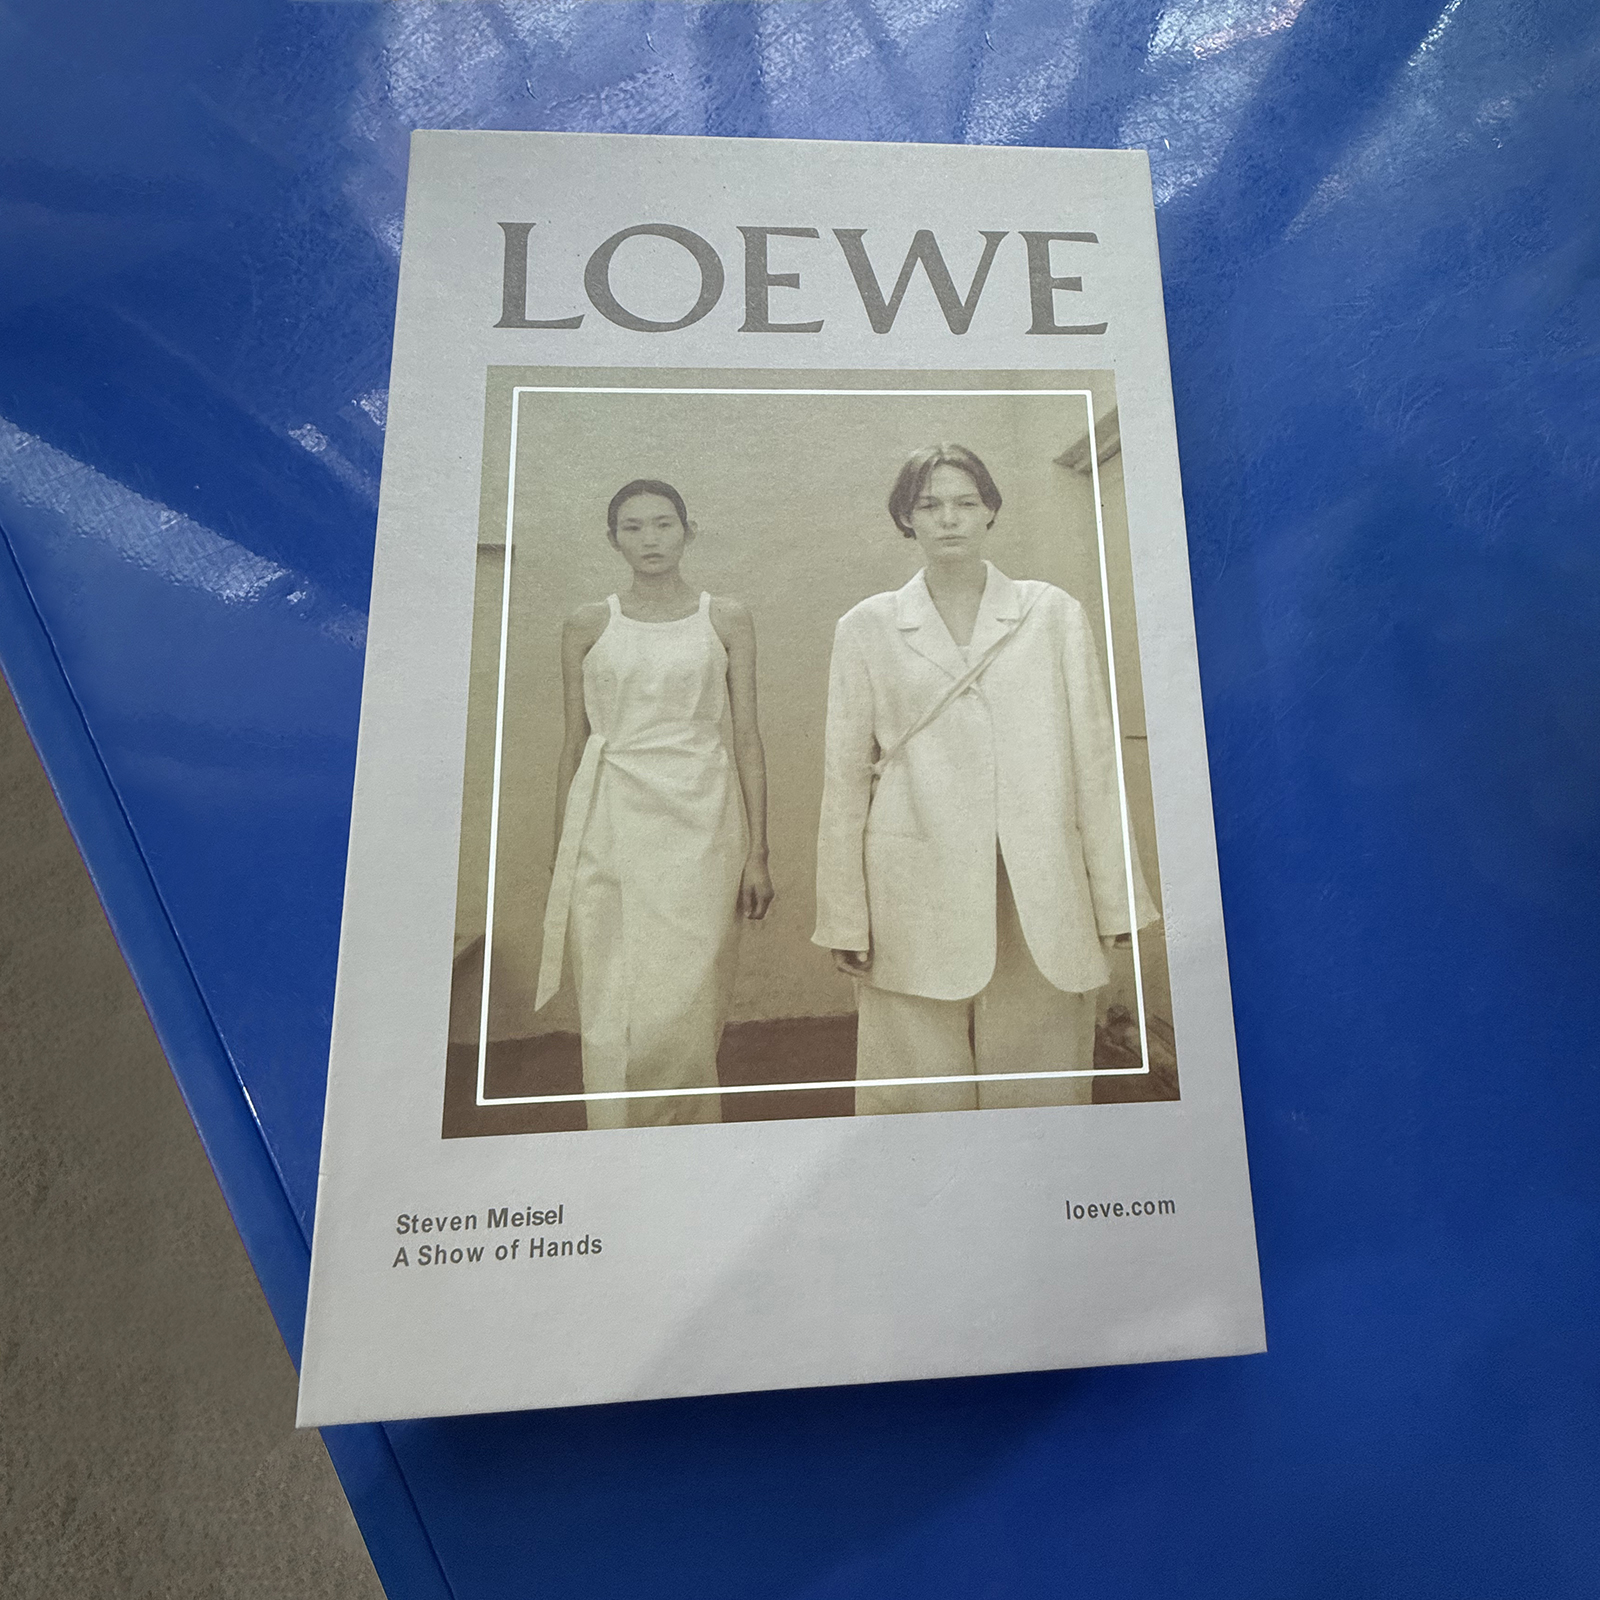 LOEWE
Steven Meisel
A Show of Hands
loeve.com